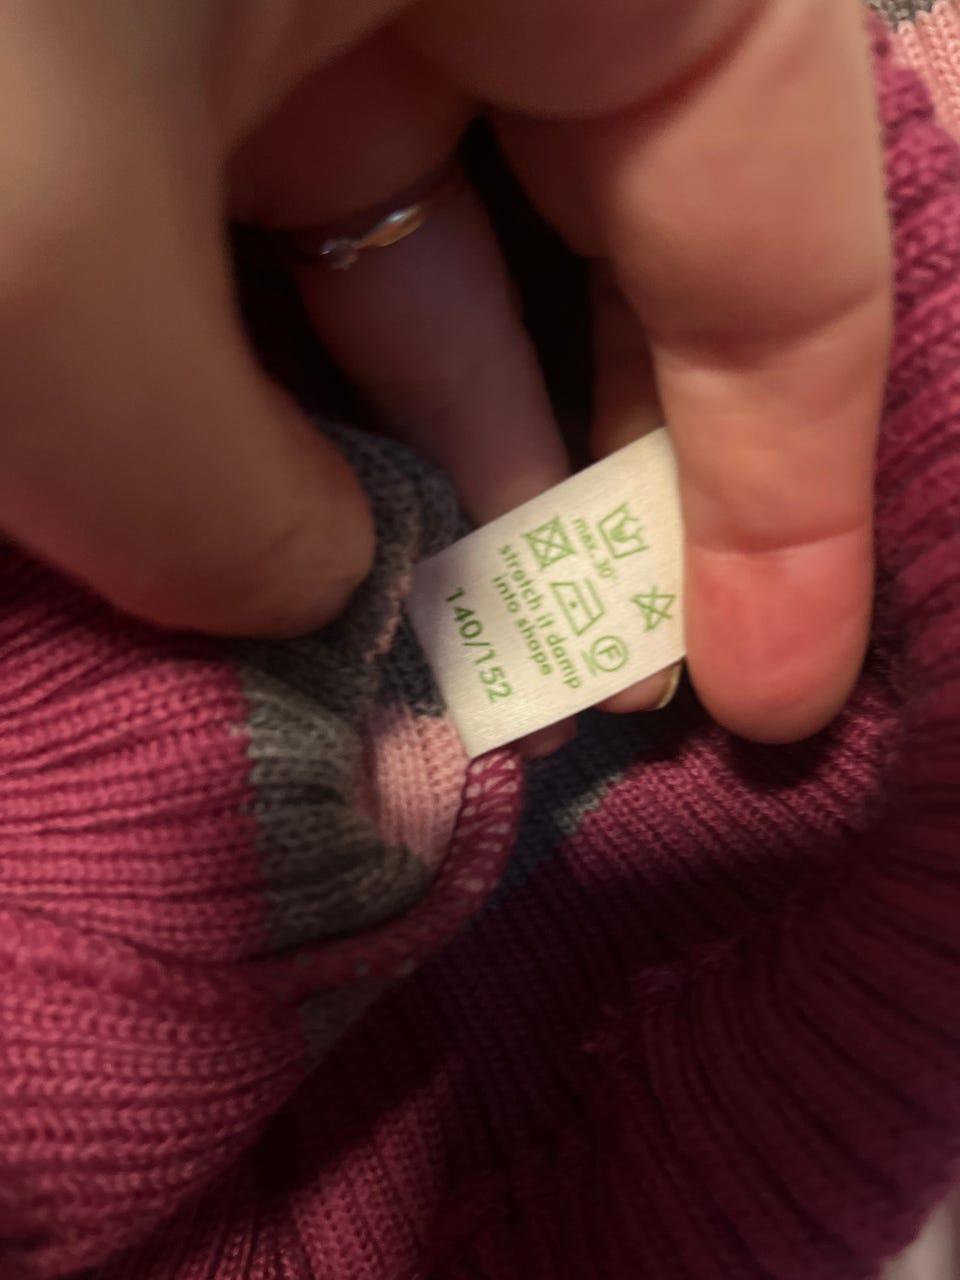 max. 30°
F
stretch it damp
into shape
140/152